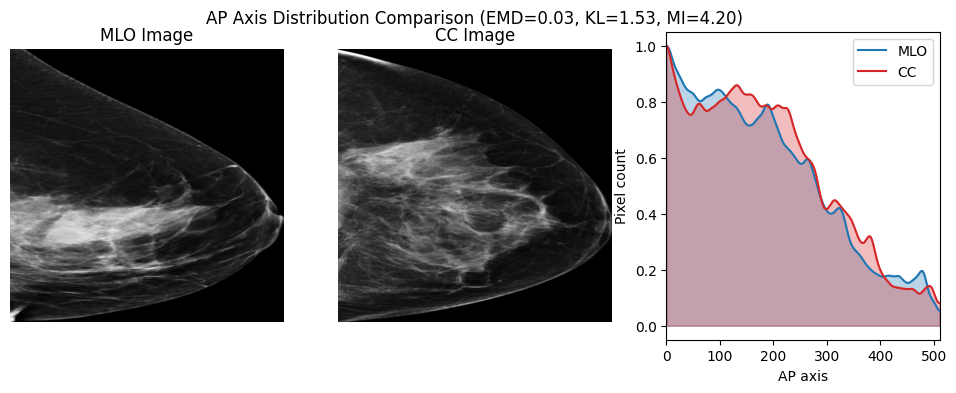 AP Axis Distribution Comparison (EMD=0.03, KL=1.53, MI=4.20)
MLO Image
CC Image
MLO
CC
Pixel count
1.0
0.8
0.6
0.4
0.2
0.0
0
100
200
300
400
500
AP axis